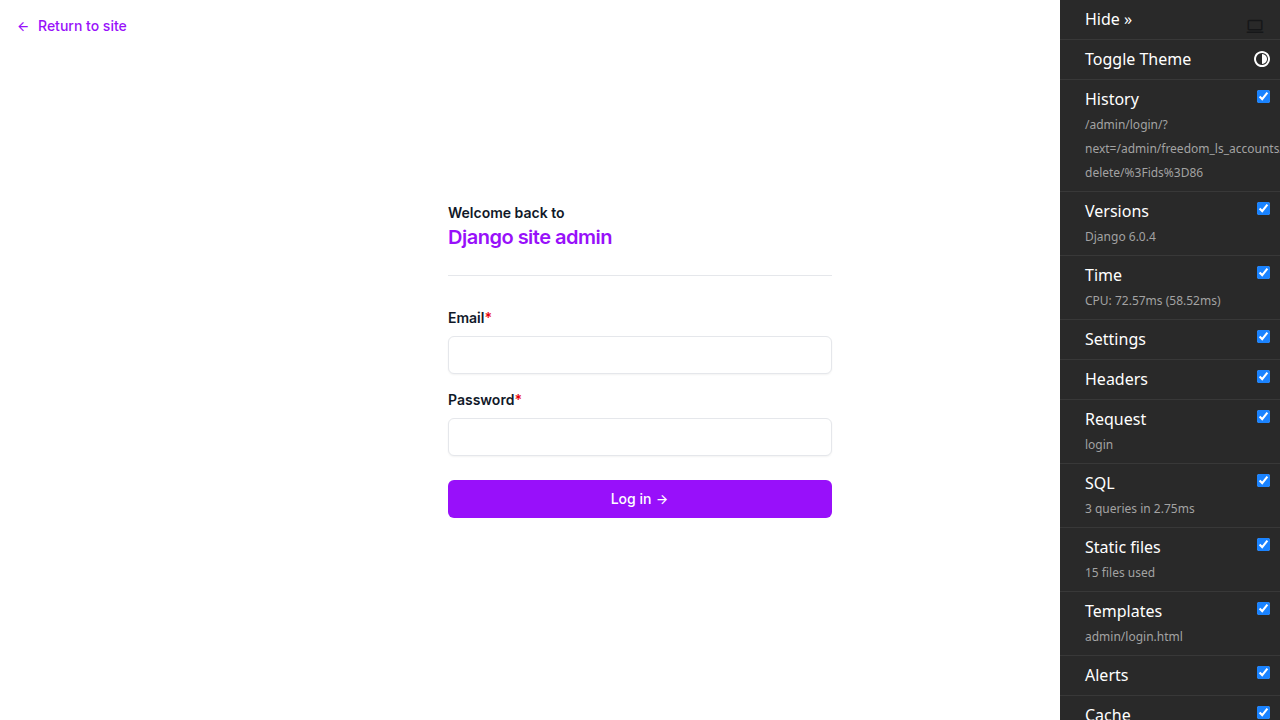 Return to site
Welcome back to
Django site admin
Email*
Password*
Log in →
Hide »
Toggle Theme
History
/admin/login/?
next=/admin/freedom_ls_accounts
delete/%3Fids%3D86
Versions
Django 6.0.4
Time
CPU: 72.57ms (58.52ms)
Settings
Headers
Request
login
SQL
3 queries in 2.75ms
Static files
15 files used
Templates
admin/login.html
Alerts
Cache